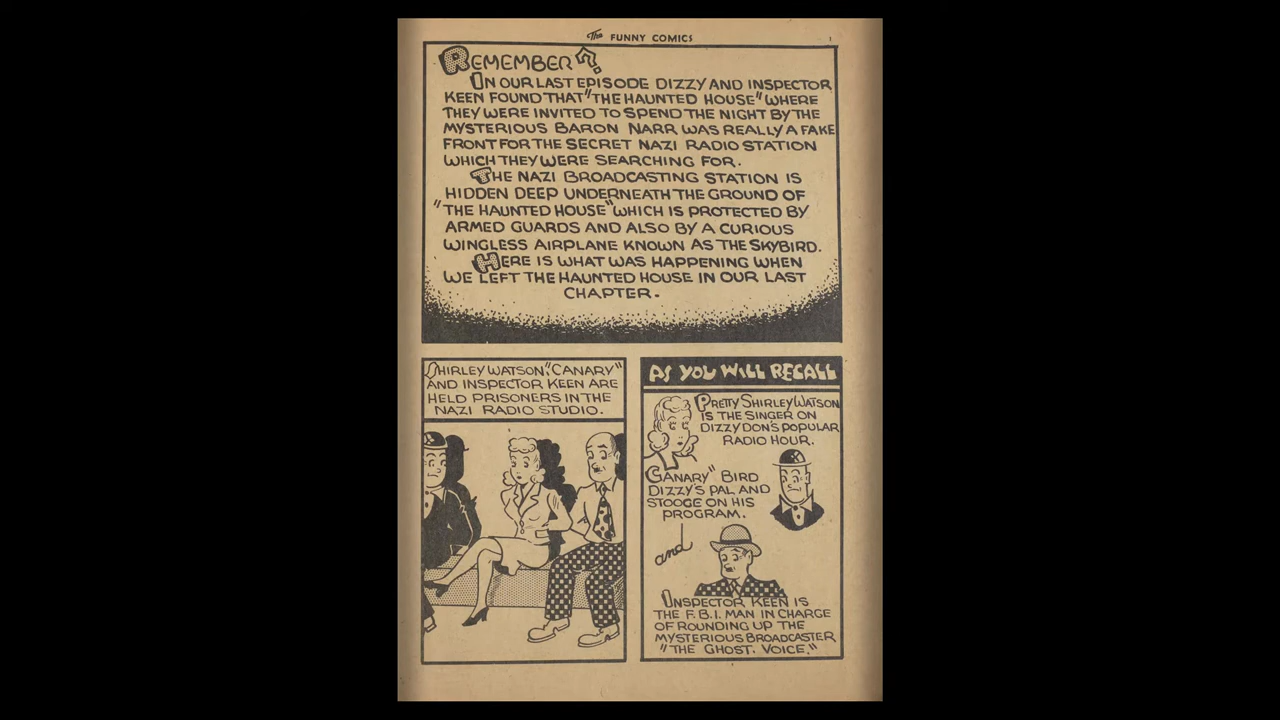 The FUNNY COMICS 1
REMEMBER?
IN OUR LAST EPISODE DIZZY AND INSPECTOR
KEEN FOUND THAT "THE HAUNTED HOUSE" WHERE
THEY WERE INVITED TO SPEND THE NIGHT BY THE
MYSTERIOUS BARON NARR WAS REALLY A FAKE
FRONT FOR THE SECRET NAZI RADIO STATION
WHICH THEY WERE SEARCHING FOR.
THE NAZI BROADCASTING STATION IS
HIDDEN DEEP UNDERNEATH THE GROUND OF
"THE HAUNTED HOUSE" WHICH IS PROTECTED BY
ARMED GUARDS AND ALSO BY A CURIOUS
WINGLESS AIRPLANE KNOWN AS THE SKYBIRD.
HERE IS WHAT WAS HAPPENING WHEN
WE LEFT THE HAUNTED HOUSE IN OUR LAST
CHAPTER.
SHIRLEY WATSON, "CANARY"
AND INSPECTOR KEEN ARE
HELD PRISONERS IN THE
NAZI RADIO STUDIO.
AS YOU WILL RECALL
PRETTY SHIRLEY WATSON
IS THE SINGER ON
DIZZY DON'S POPULAR
RADIO HOUR.
CANARY" BIRD
DIZZY'S PAL AND
STOOGE ON HIS
PROGRAM.
and
INSPECTOR KEEN IS
THE F.B.I. MAN IN CHARGE
OF ROUNDING UP THE
MYSTERIOUS BROADCASTER
"THE GHOST. VOICE."